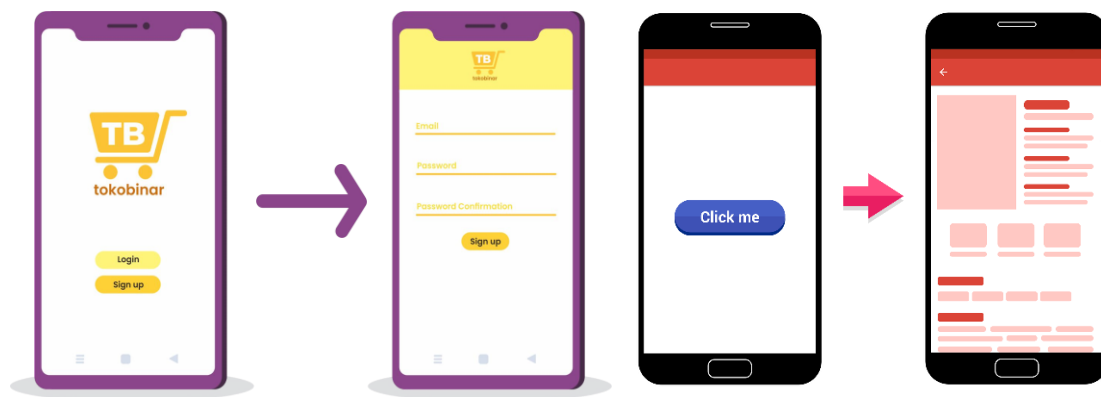 TB
tokobinar
Login
Sign up
TB
tokobinar
Email
Password
Password Confirmation
Sign up
Click me